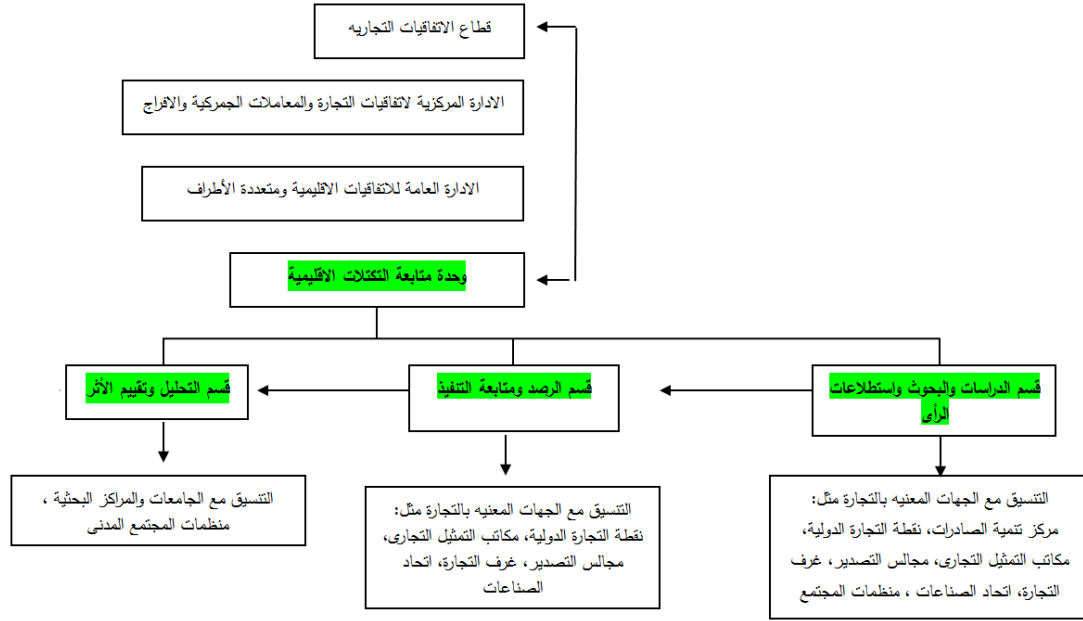 قطاع الاتفاقيات التجاريه
الادارة المركزية لاتفاقيات التجارة والمعاملات الجمركية والافراج
الادارة العامة للاتفاقيات الاقليمية ومتعددة الأطراف
وحدة متابعة التكتلات الاقليمية
قسم الدراسات والبحوث واستطلاعات
الرأى
قسم الرصد ومتابعة التنفيذ
قسم التحليل وتقييم الأثر
التنسيق مع الجهات المعنيه بالتجارة مثل:
مركز تنمية الصادرات، نقطة التجارة الدولية،
مكاتب التمثيل التجارى، مجالس التصدير، غرف
التجارة، اتحاد الصناعات ، منظمات المجتمع
التنسيق مع الجهات المعنيه بالتجارة مثل:
نقطة التجارة الدولية، مكاتب التمثيل التجارى،
مجالس التصدير، غرف التجارة، اتحاد
الصناعات
التنسيق مع الجامعات والمراكز البحثية ،
منظمات المجتمع المدنى